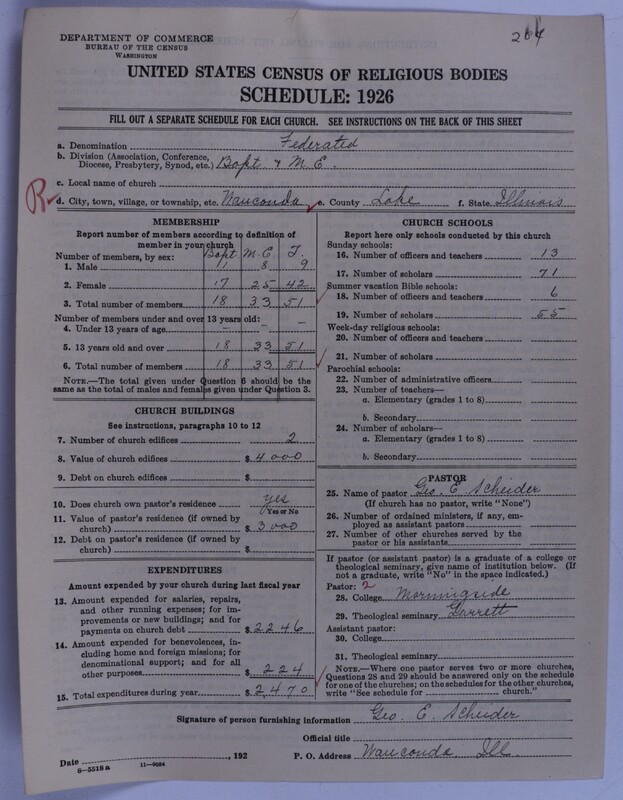 264
DEPARTMENT OF COMMERCE
BUREAU OF THE CENSUS
WASHINGTON
UNITED STATES CENSUS OF RELIGIOUS BODIES
SCHEDULE: 1926
FILL OUT A SEPARATE SCHEDULE FOR EACH CHURCH. SEE INSTRUCTIONS ON THE BACK OF THIS SHEET
a. Denomination Federated
b. Division (Association, Conference, Diocese, Presbytery, Synod, etc.) Bapt & M.E.
c. Local name of church
R
d. City, town, village, or township, etc. Wauconda e. County Lake f. State Illinois
MEMBERSHIP
Report number of members according to definition of
member in your church
Number of members, by sex: Bapt M.E. T.
1. Male 1 8 9
2. Female 17 25 42
3. Total number of members 18 33 51
Number of members under and over 13 years old:
4. Under 13 years of age - - -
5. 13 years old and over 18 33 51
6. Total number of members 18 33 51
NOTE.—The total given under Question 6 should be the
same as the total of males and females given under Question 3.
CHURCH BUILDINGS
See instructions, paragraphs 10 to 12
7. Number of church edifices 2
8. Value of church edifices $ 4000
9. Debt on church edifices $
10. Does church own pastor's residence yes
Yes or No
11. Value of pastor's residence (if owned by
church) $ 3000
12. Debt on pastor's residence (if owned by
church) $
EXPENDITURES
Amount expended by your church during last fiscal year
13. Amount expended for salaries, repairs,
and other running expenses; for im-
provements or new buildings; and for
payments on church debt $ 2246
14. Amount expended for benevolences, in-
cluding home and foreign missions; for
denominational support; and for all
other purposes $ 224
15. Total expenditures during year $ 2470
CHURCH SCHOOLS
Report here only schools conducted by this church
Sunday schools:
16. Number of officers and teachers 13
17. Number of scholars 71
Summer vacation Bible schools:
18. Number of officers and teachers 6
19. Number of scholars 55
Week-day religious schools:
20. Number of officers and teachers
21. Number of scholars
Parochial schools:
22. Number of administrative officers
23. Number of teachers—
a. Elementary (grades 1 to 8)
b. Secondary
24. Number of scholars—
a. Elementary (grades 1 to 8)
b. Secondary
PASTOR
25. Name of pastor Geo. E. Scheider
(If church has no pastor, write "None")
26. Number of ordained ministers, if any, em-
ployed as assistant pastors
27. Number of other churches served by the
pastor or his assistants
If pastor (or assistant pastor) is a graduate of a college or
theological seminary, give name of institution below. (If
not a graduate, write "No" in the space indicated.)
Pastor: 2
28. College Morningside
29. Theological seminary Garrett
Assistant pastor:
30. College
31. Theological seminary
NOTE.—Where one pastor serves two or more churches,
Questions 28 and 29 should be answered only on the schedule
for one of the churches; on the schedules for the other churches,
write "See schedule for church."
Signature of person furnishing information Geo. E. Scheider
Official title
Date , 192 P. O. Address Wauconda, Ill.
8—5518 a 11—9024